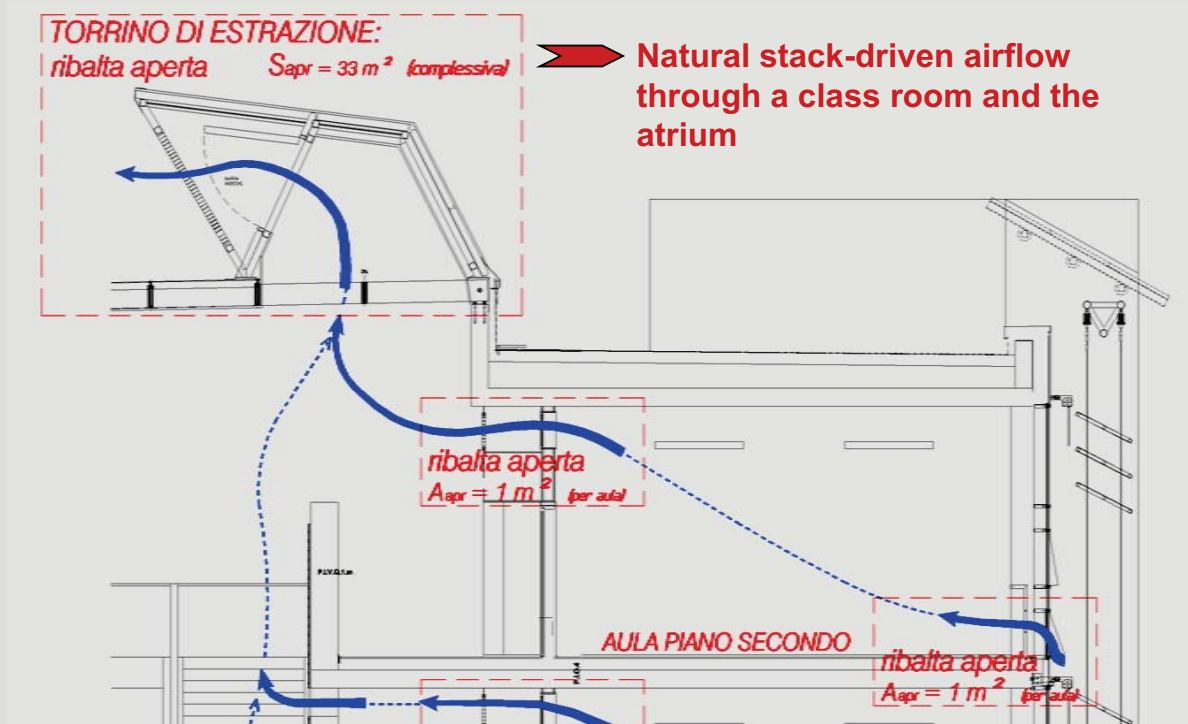 TORRINO DI ESTRAZIONE:
ribalta aperta Sapr = 33 m² (complessiva)
Natural stack-driven airflow
through a class room and the
atrium
ribalta aperta
Aapr = 1 m² (per aula)
AULA PIANO SECONDO
ribalta aperta
Aapr = 1 m² (per aula)